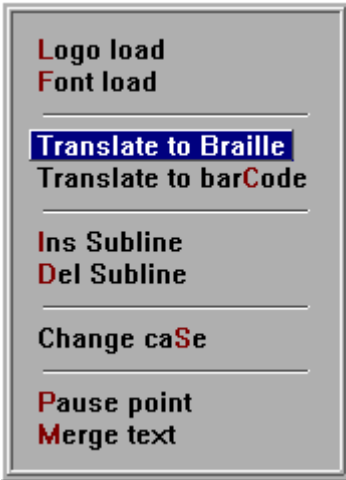 Logo load
Font load
Translate to Braille
Translate to barCode
Ins Subline
Del Subline
Change caSe
Pause point
Merge text